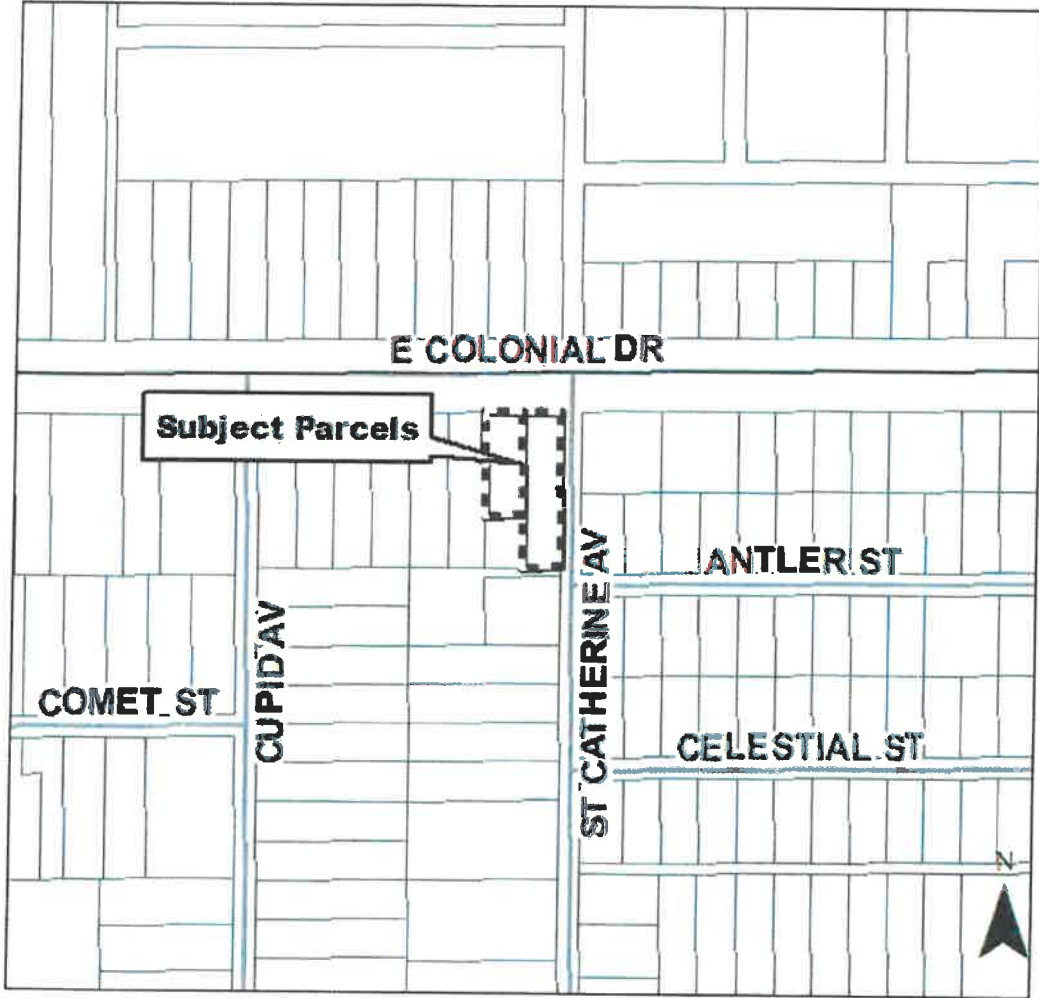 E COLONIAL DR
Subject Parcels
ANTLER ST
ST CATHERINE AV
CUPID AV
COMET ST
CELESTIAL ST
N